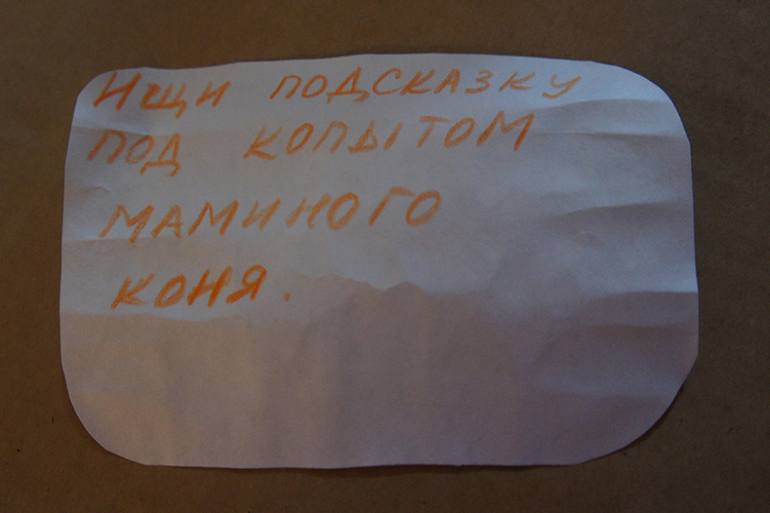 Ищи подсказку
под копытом
маминого
коня.